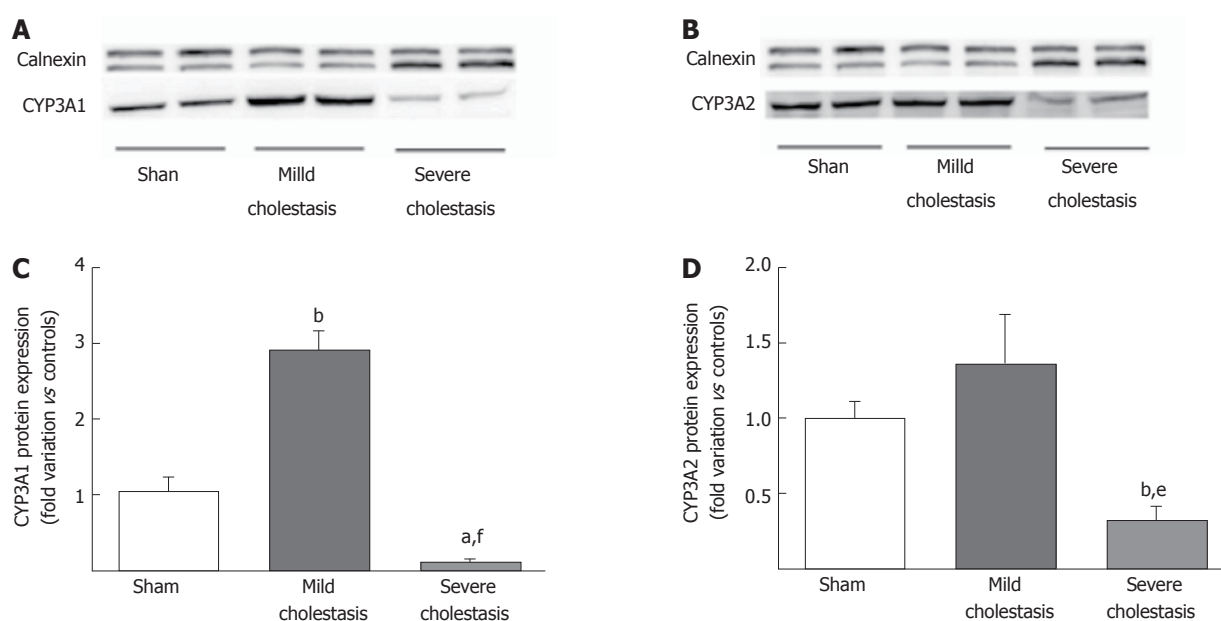 A
Calnexin
CYP3A1
Shan
Milld
cholestasis
Severe
cholestasis
B
Calnexin
CYP3A2
Shan
Milld
cholestasis
Severe
cholestasis
C
CYP3A1 protein expression
(fold variation vs controls)
4
3
2
1
b
a,f
Sham
Mild
cholestasis
Severe
cholestasis
D
CYP3A2 protein expression
(fold variation vs controls)
2.0
1.5
1.0
0.5
b,e
Sham
Mild
cholestasis
Severe
cholestasis